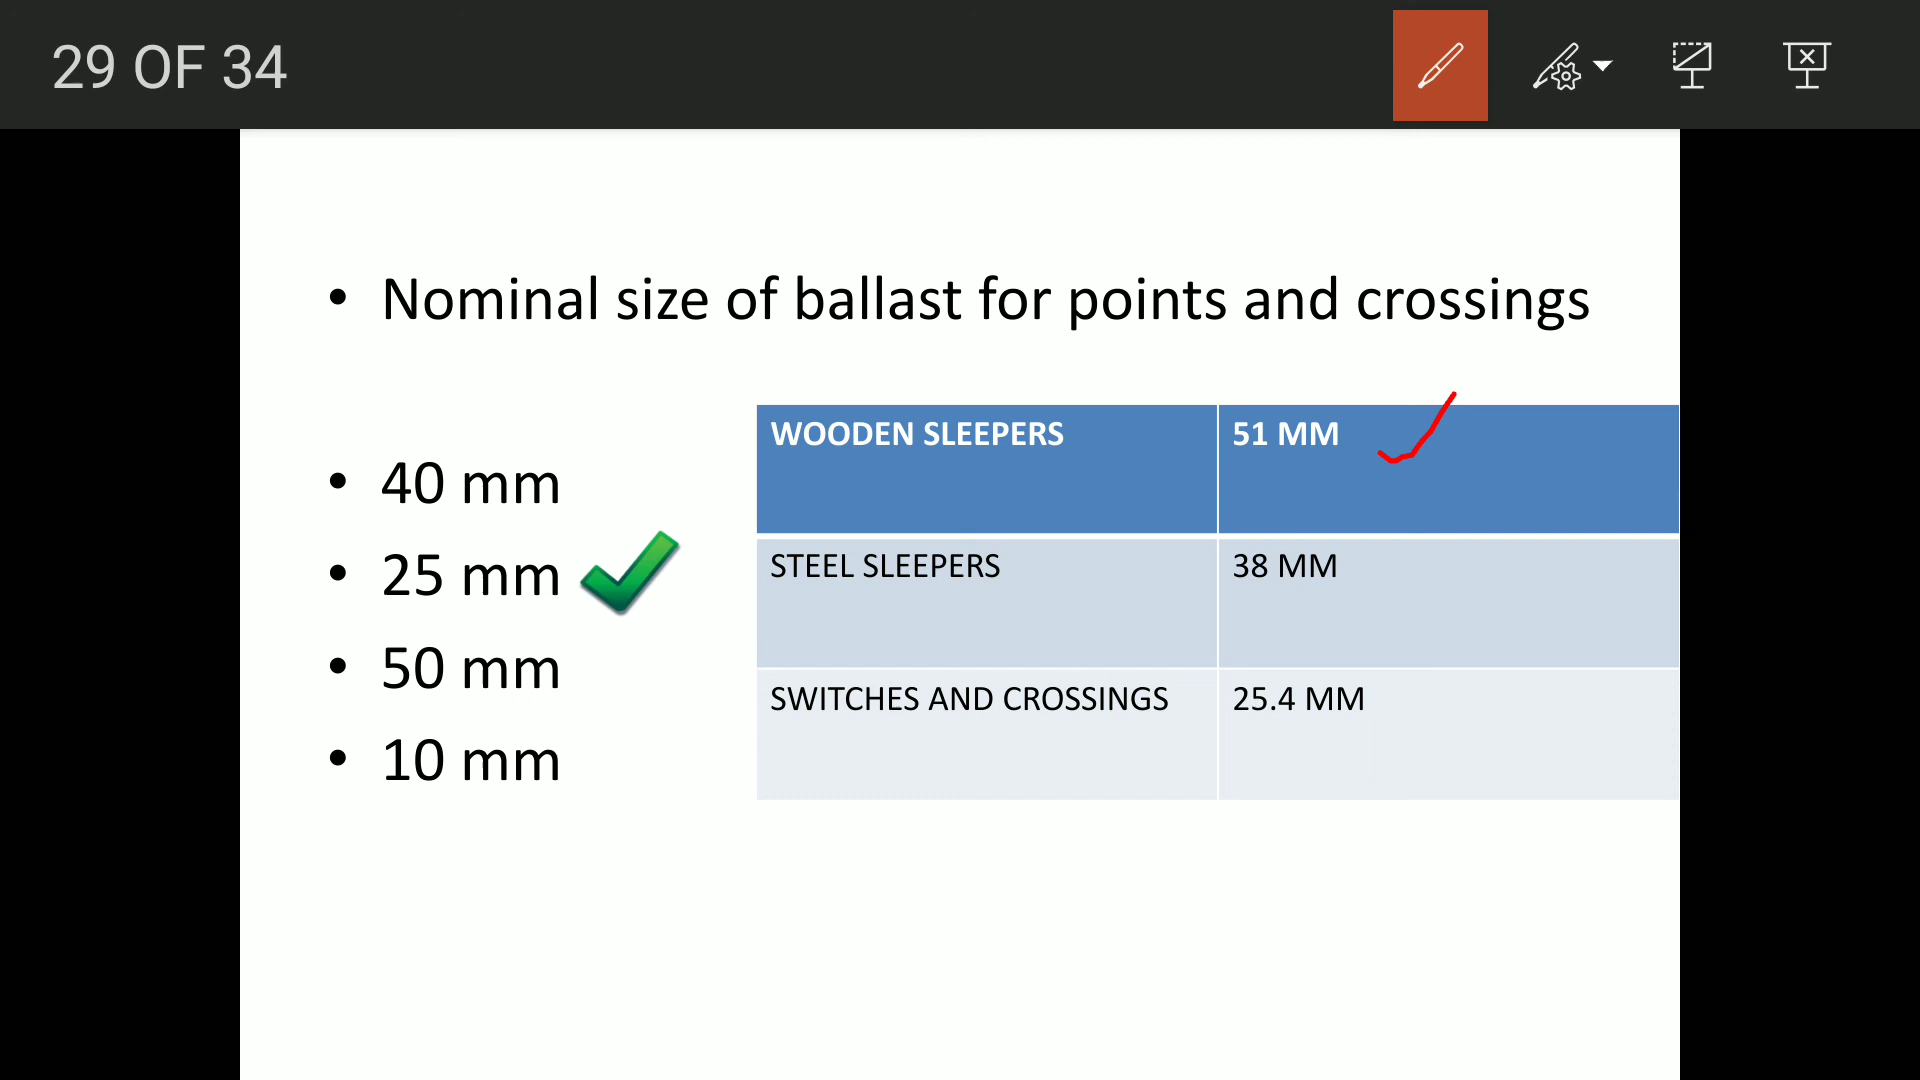 29 OF 34
• Nominal size of ballast for points and crossings
• 40 mm
• 25 mm
• 50 mm
• 10 mm
WOODEN SLEEPERS 51 MM
STEEL SLEEPERS 38 MM
SWITCHES AND CROSSINGS 25.4 MM